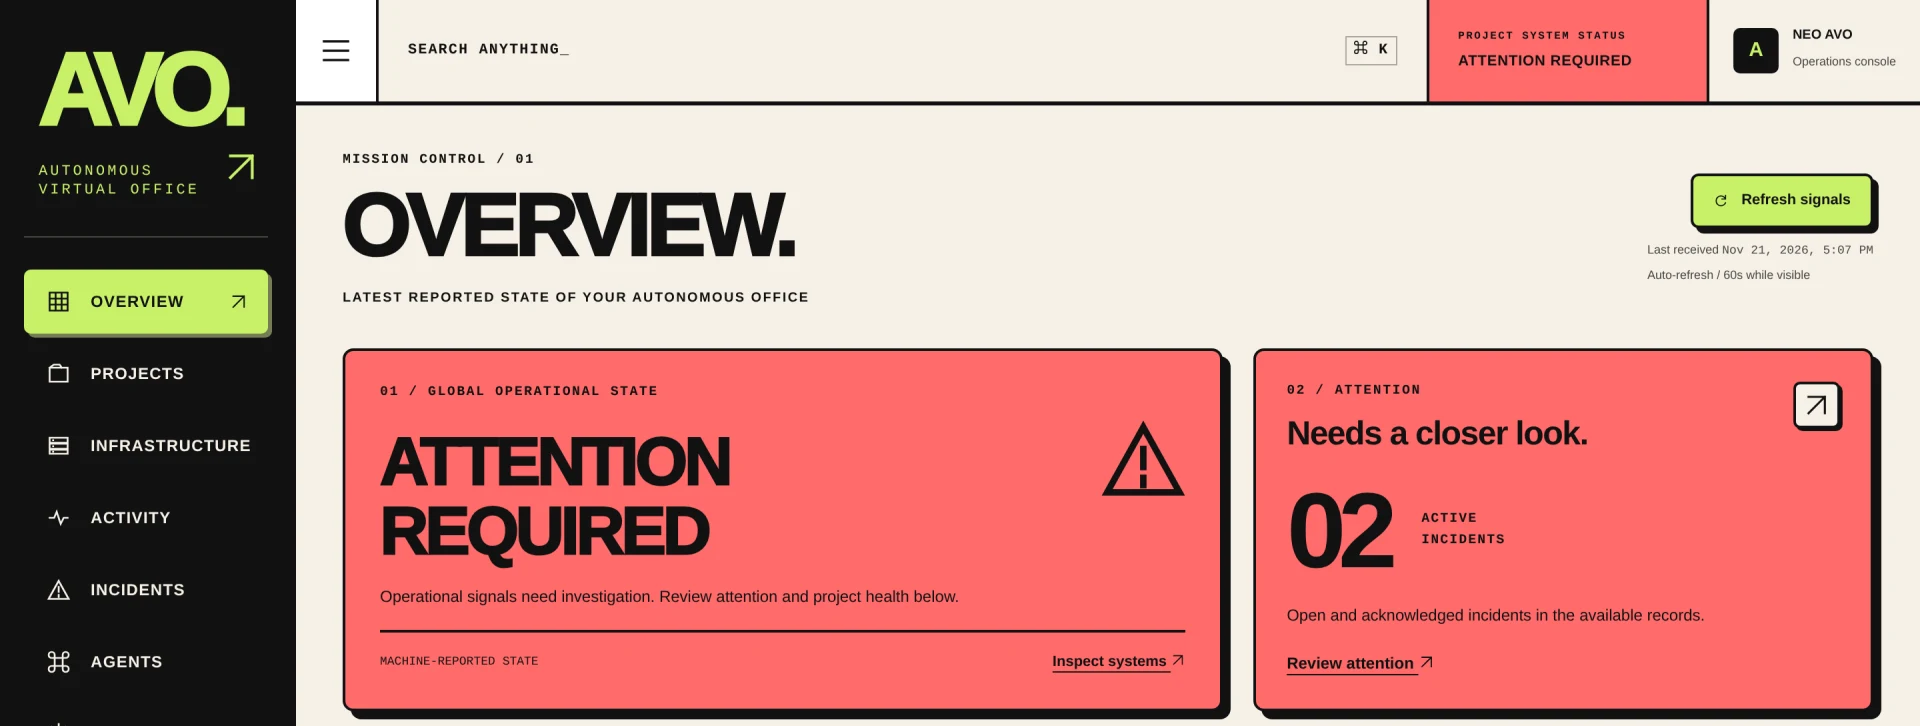 AVO.
AUTONOMOUS
VIRTUAL OFFICE
OVERVIEW
PROJECTS
INFRASTRUCTURE
ACTIVITY
INCIDENTS
AGENTS
SEARCH ANYTHING_
⌘ K
PROJECT SYSTEM STATUS
ATTENTION REQUIRED
A
NEO AVO
Operations console
MISSION CONTROL / 01
OVERVIEW.
LATEST REPORTED STATE OF YOUR AUTONOMOUS OFFICE
Refresh signals
Last received Nov 21, 2026, 5:07 PM
Auto-refresh / 60s while visible
01 / GLOBAL OPERATIONAL STATE
ATTENTION
REQUIRED
Operational signals need investigation. Review attention and project health below.
MACHINE-REPORTED STATE
Inspect systems
02 / ATTENTION
Needs a closer look.
02
ACTIVE
INCIDENTS
Open and acknowledged incidents in the available records.
Review attention